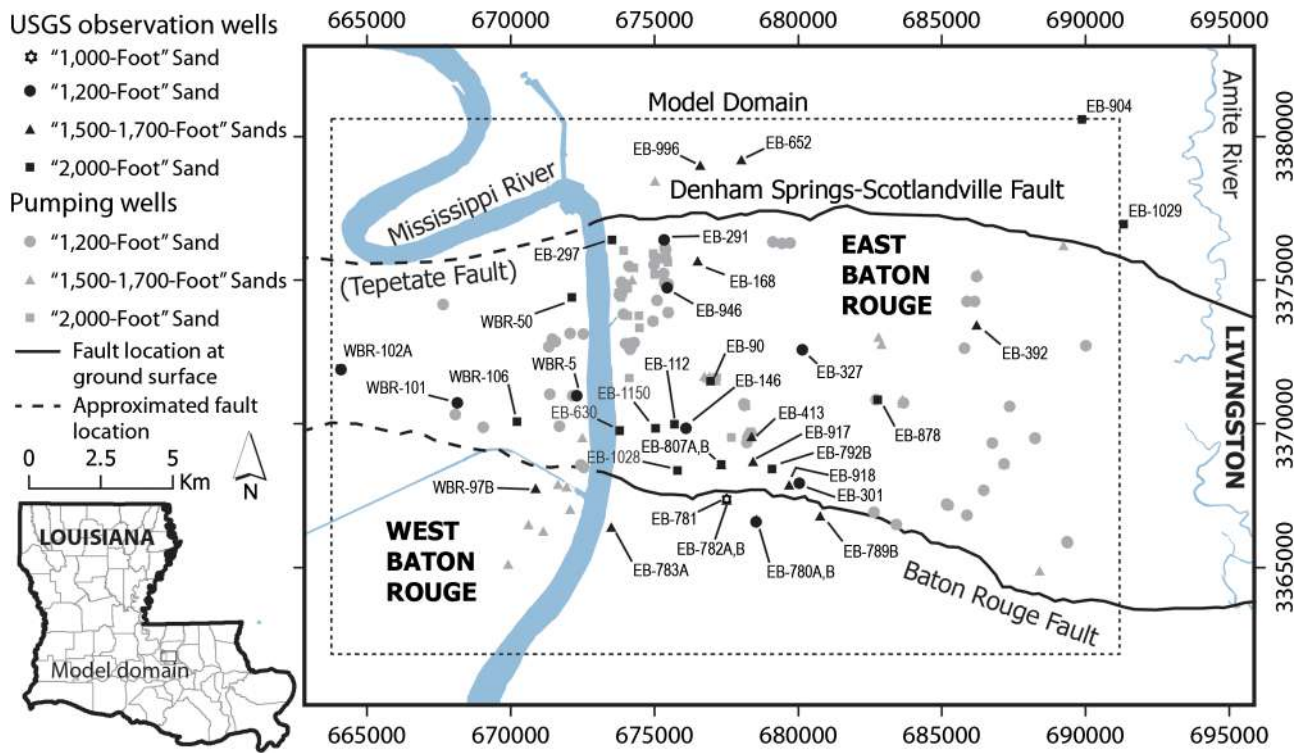 USGS observation wells
“1,000-Foot” Sand
“1,200-Foot” Sand
“1,500-1,700-Foot” Sands
“2,000-Foot” Sand
Pumping wells
“1,200-Foot” Sand
“1,500-1,700-Foot” Sands
“2,000-Foot” Sand
Fault location at
ground surface
Approximated fault
location
0 2.5 5
Km
N
LOUISIANA
Model domain
665000 670000 675000 680000 685000 690000 695000
Model Domain
EB-904
Amite River
3380000
EB-996
EB-652
Mississippi River
Denham Springs-Scotlandville Fault
EB-1029
EB-297
EB-291
EAST
BATON
ROUGE
(Tepetate Fault)
EB-168
3375000
WBR-50
EB-946
EB-392
LIVINGSTON
WBR-102A
WBR-5
EB-112
EB-90
EB-327
WBR-101
WBR-106
EB-1150
EB-146
EB-630
EB-413
3370000
EB-807A,B
EB-917
EB-878
EB-1028
EB-792B
EB-918
WBR-97B
EB-301
EB-781
WEST
BATON
ROUGE
EB-782A,B
EB-789B
EB-783A
EB-780A,B
3365000
Baton Rouge Fault
665000 670000 675000 680000 685000 690000 695000